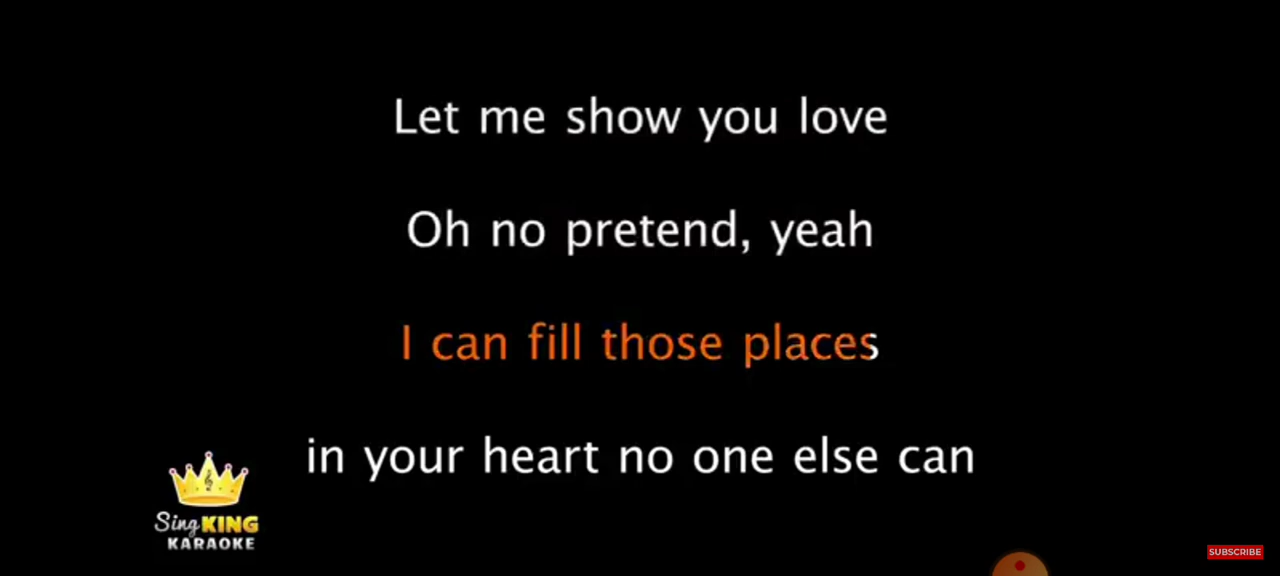 Let me show you love
Oh no pretend, yeah
I can fill those places
in your heart no one else can
Sing KING
KARAOKE
SUBSCRIBE